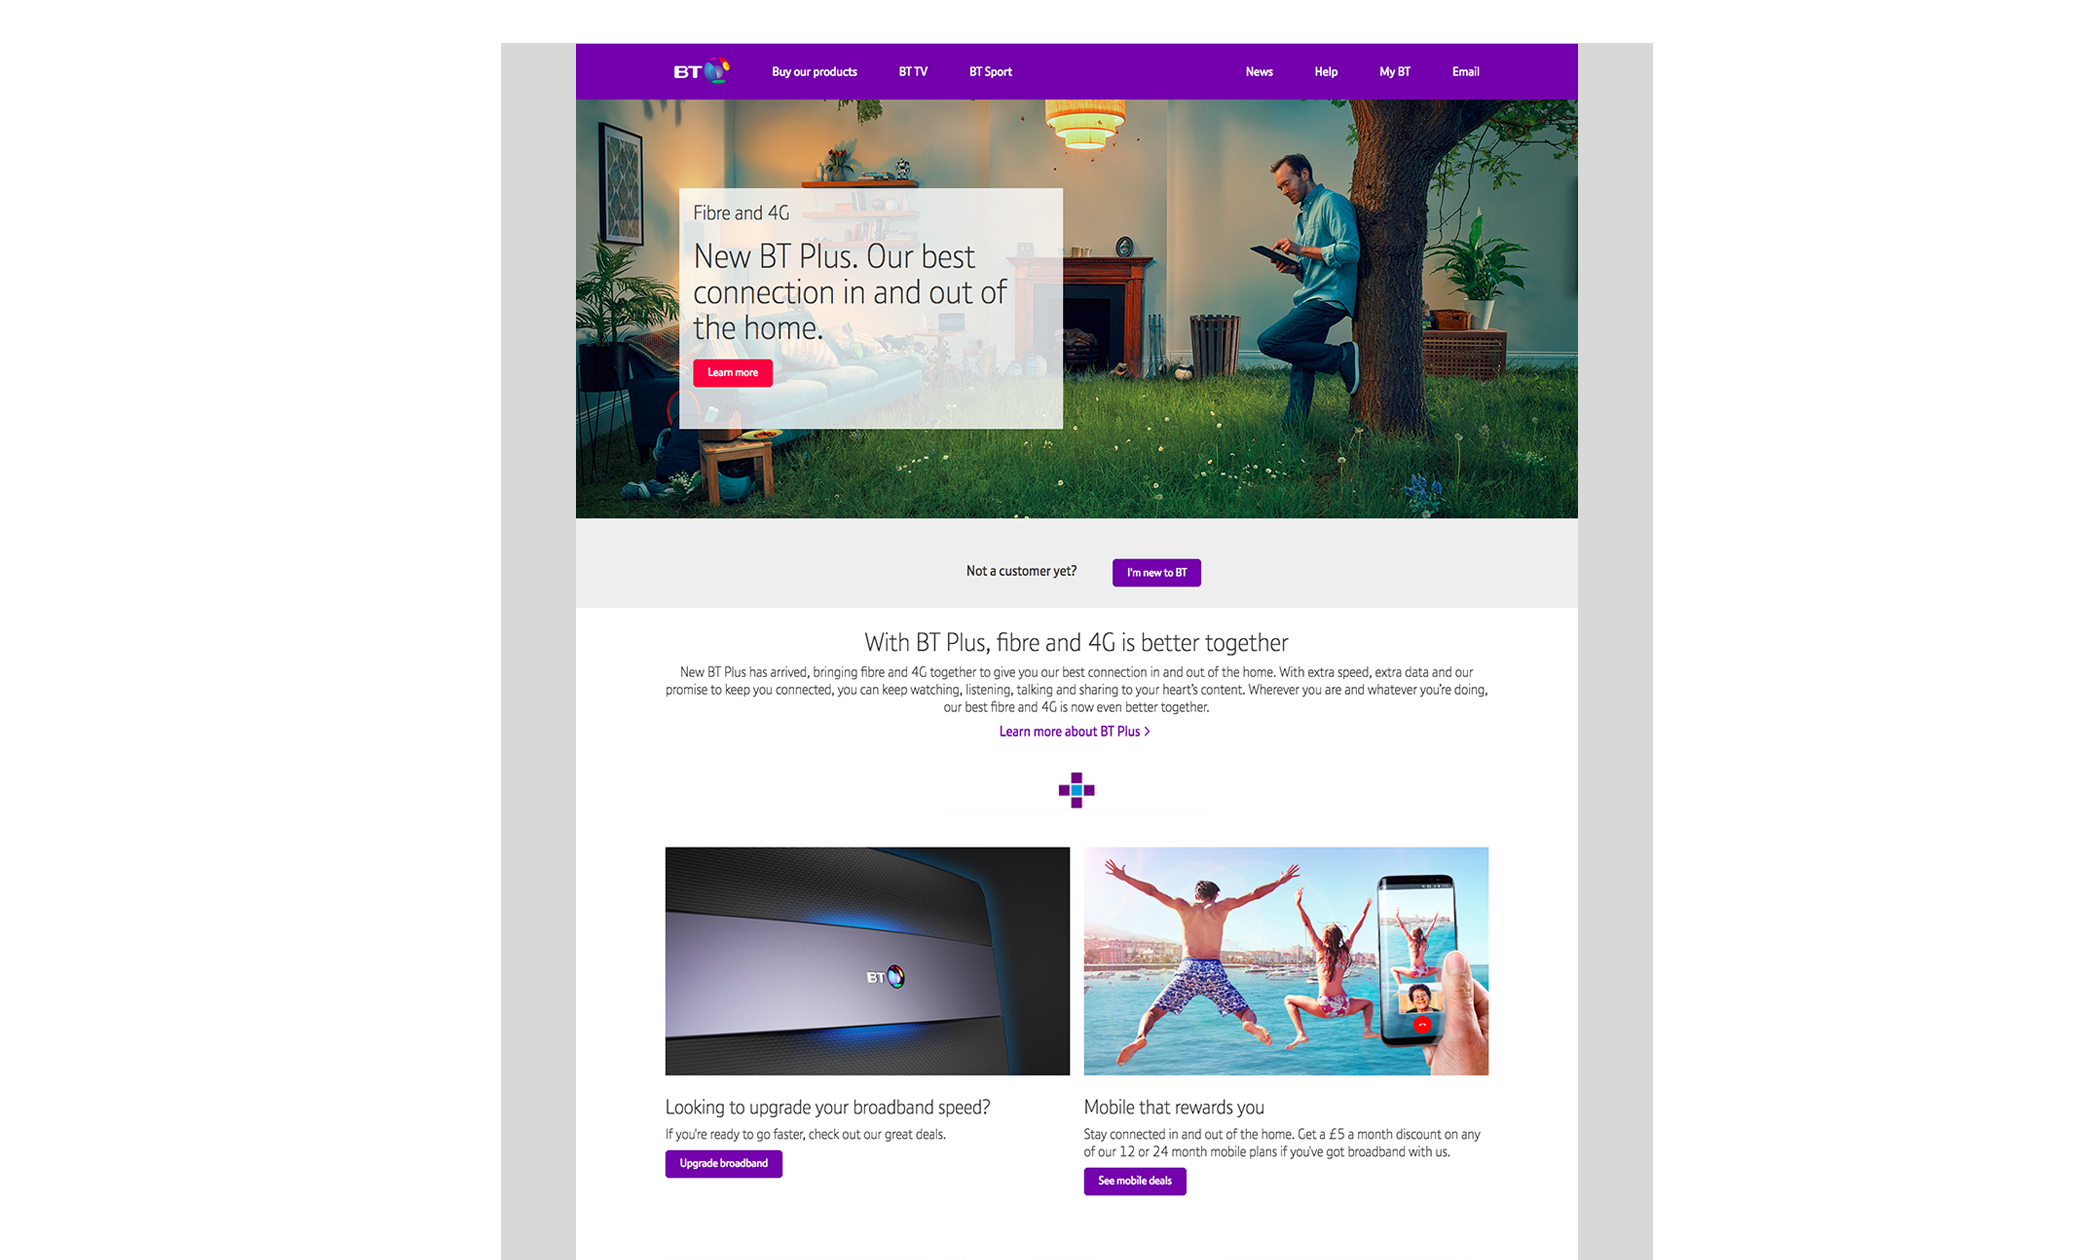 BT
Buy our products
BT TV
BT Sport
News
Help
My BT
Email
Fibre and 4G
New BT Plus. Our best
connection in and out of
the home.
Learn more
Not a customer yet?
I'm new to BT
With BT Plus, fibre and 4G is better together
New BT Plus has arrived, bringing fibre and 4G together to give you our best connection in and out of the home. With extra speed, extra data and our
promise to keep you connected, you can keep watching, listening, talking and sharing to your heart's content. Wherever you are and whatever you're doing,
our best fibre and 4G is now even better together.
Learn more about BT Plus >
BT
Looking to upgrade your broadband speed?
If you're ready to go faster, check out our great deals.
Upgrade broadband
Mobile that rewards you
Stay connected in and out of the home. Get a £5 a month discount on any
of our 12 or 24 month mobile plans if you've got broadband with us.
See mobile deals